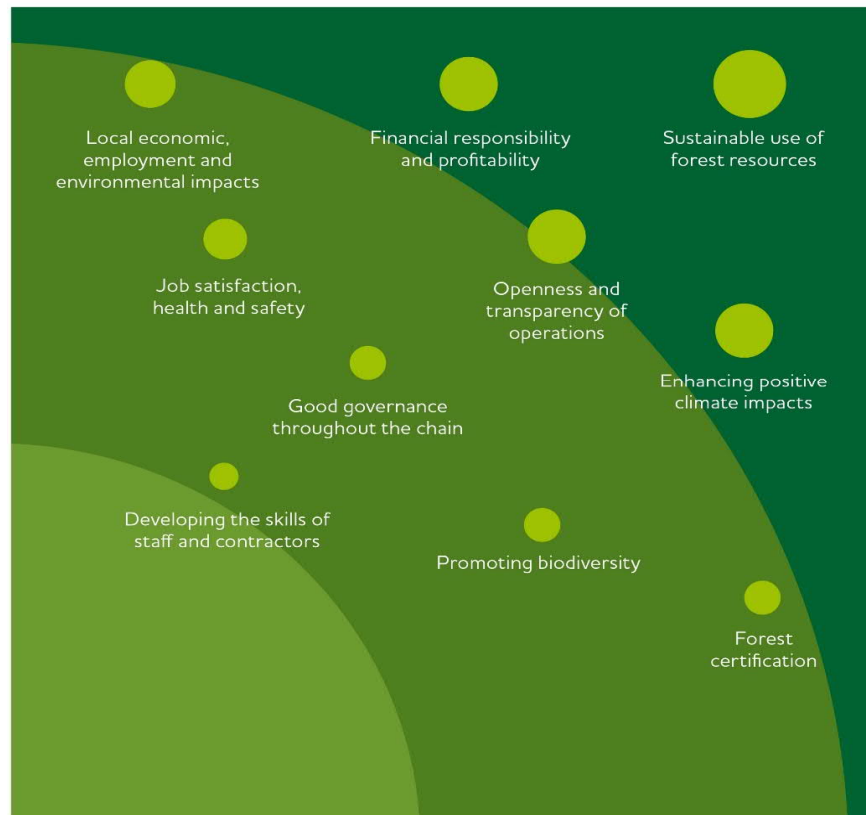 Local economic,
employment and
environmental impacts
Financial responsibility
and profitability
Sustainable use of
forest resources
Job satisfaction,
health and safety
Openness and
transparency of
operations
Enhancing positive
climate impacts
Good governance
throughout the chain
Developing the skills of
staff and contractors
Promoting biodiversity
Forest
certification